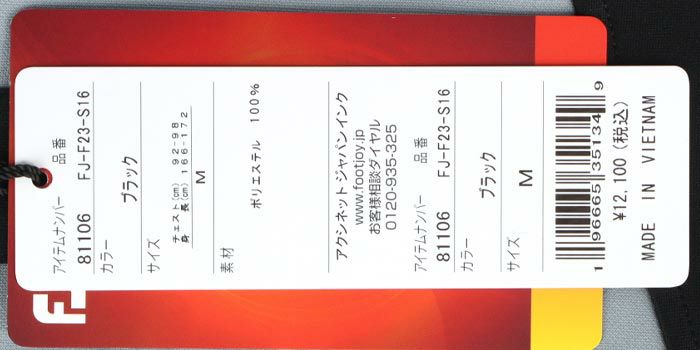 アイテムナンバー 品番
81106 FJ-F23-S16
カラー
ブラック
サイズ
チェスト(cm) 92-98
身 長(cm) 166-172
M
素材
ポリエステル 100%
アクシネットジャパンインク
www.footjoy.jp
お客様相談ダイヤル
0120-935-325
アイテムナンバー 品番
81106 FJ-F23-S16
カラー
ブラック
サイズ
M
1 96665 35134 9
¥12,100(税込)
MADE IN VIETNAM